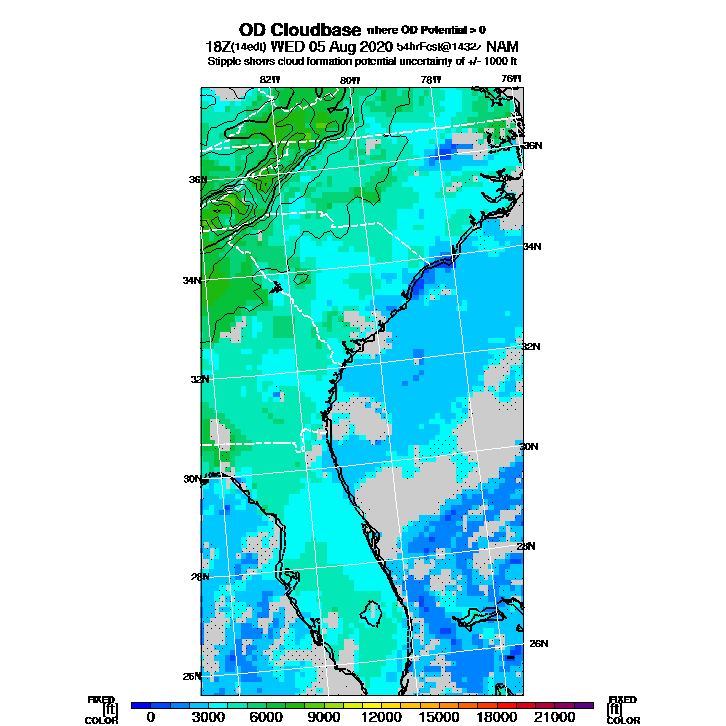 OD Cloudbase where OD Potential > 0
18Z(14edt) WED 05 Aug 2020 54hrFcst@1432z NAM
Stipple shows cloud formation potential uncertainty of +/- 1000 ft
82W 80W 78W 76W
36N
36N
34N
34N
32N
32N
30N
30N
28N
28N
26N
26N
FIXED FIXED
[ft] [ft]
COLOR 0 3000 6000 9000 12000 15000 18000 21000 COLOR